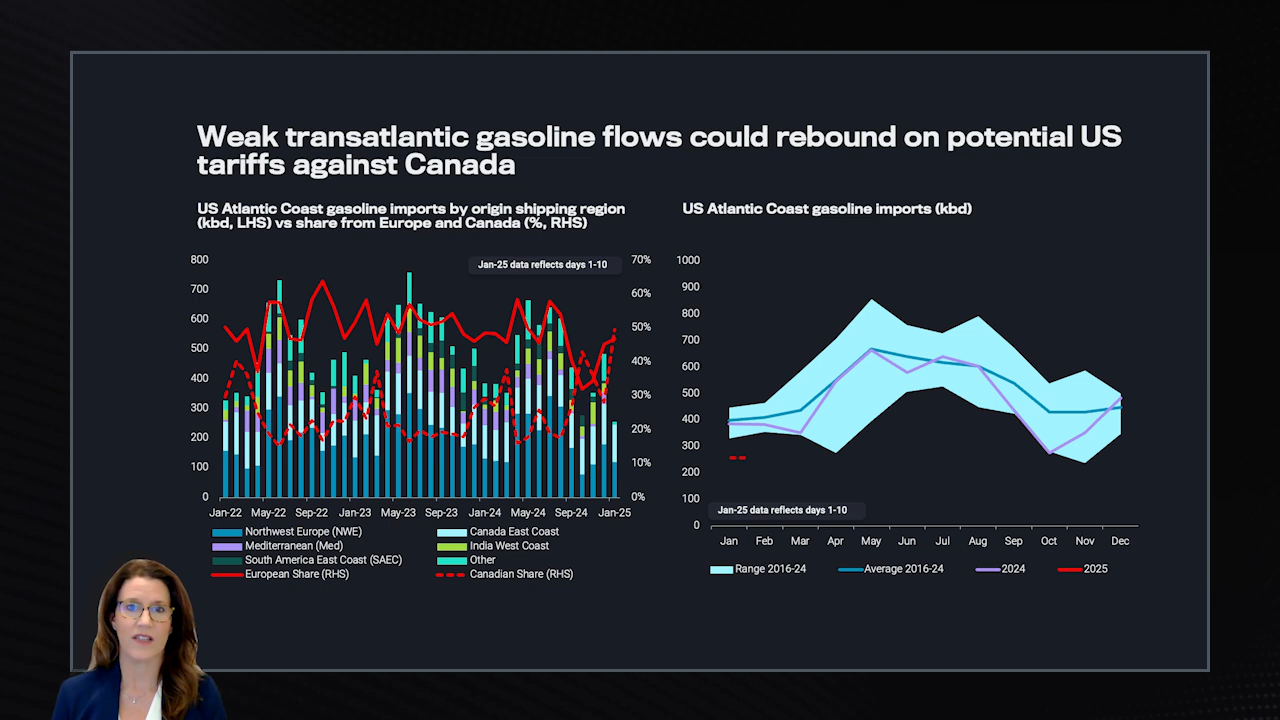 Weak transatlantic gasoline flows could rebound on potential US
tariffs against Canada
US Atlantic Coast gasoline imports by origin shipping region
(kbd, LHS) vs share from Europe and Canada (%, RHS)
Jan-25 data reflects days 1-10
800
700
600
500
400
300
200
100
0
70%
60%
50%
40%
30%
20%
10%
0%
Jan-22 May-22 Sep-22 Jan-23 May-23 Sep-23 Jan-24 May-24 Sep-24 Jan-25
Northwest Europe (NWE) Canada East Coast
Mediterranean (Med) India West Coast
South America East Coast (SAEC) Other
European Share (RHS) Canadian Share (RHS)
US Atlantic Coast gasoline imports (kbd)
1000
900
800
700
600
500
400
300
200
100
0
Jan-25 data reflects days 1-10
Jan Feb Mar Apr May Jun Jul Aug Sep Oct Nov Dec
Range 2016-24 Average 2016-24 2024 2025